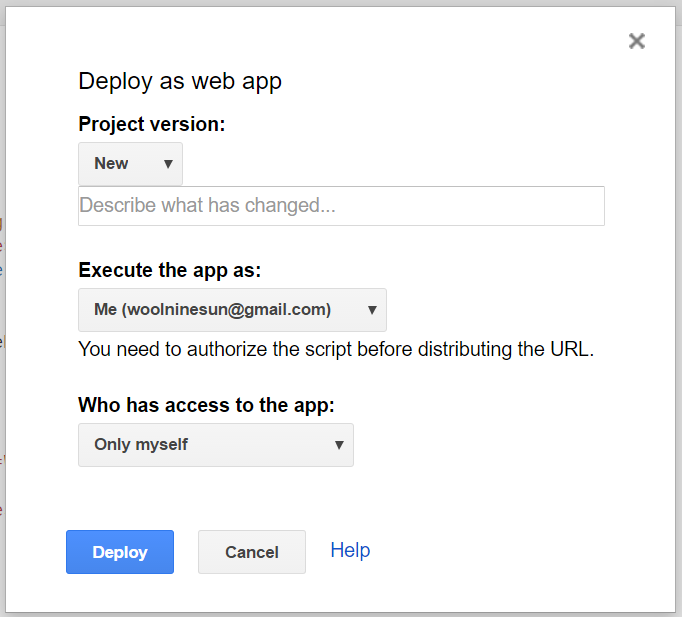 Deploy as web app
Project version:
New
Describe what has changed...
Execute the app as:
Me (woolninesun@gmail.com)
You need to authorize the script before distributing the URL.
Who has access to the app:
Only myself
Deploy Cancel Help